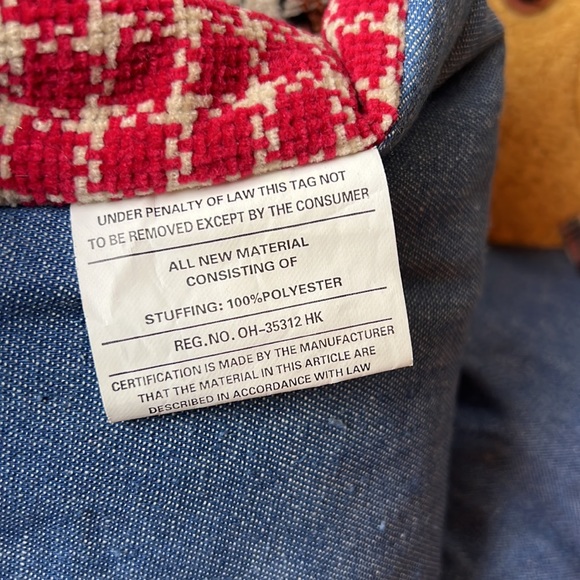 UNDER PENALTY OF LAW THIS TAG NOT
TO BE REMOVED EXCEPT BY THE CONSUMER
ALL NEW MATERIAL
CONSISTING OF
STUFFING: 100%POLYESTER
REG.NO. OH-35312 HK
CERTIFICATION IS MADE BY THE MANUFACTURER
THAT THE MATERIAL IN THIS ARTICLE ARE
DESCRIBED IN ACCORDANCE WITH LAW